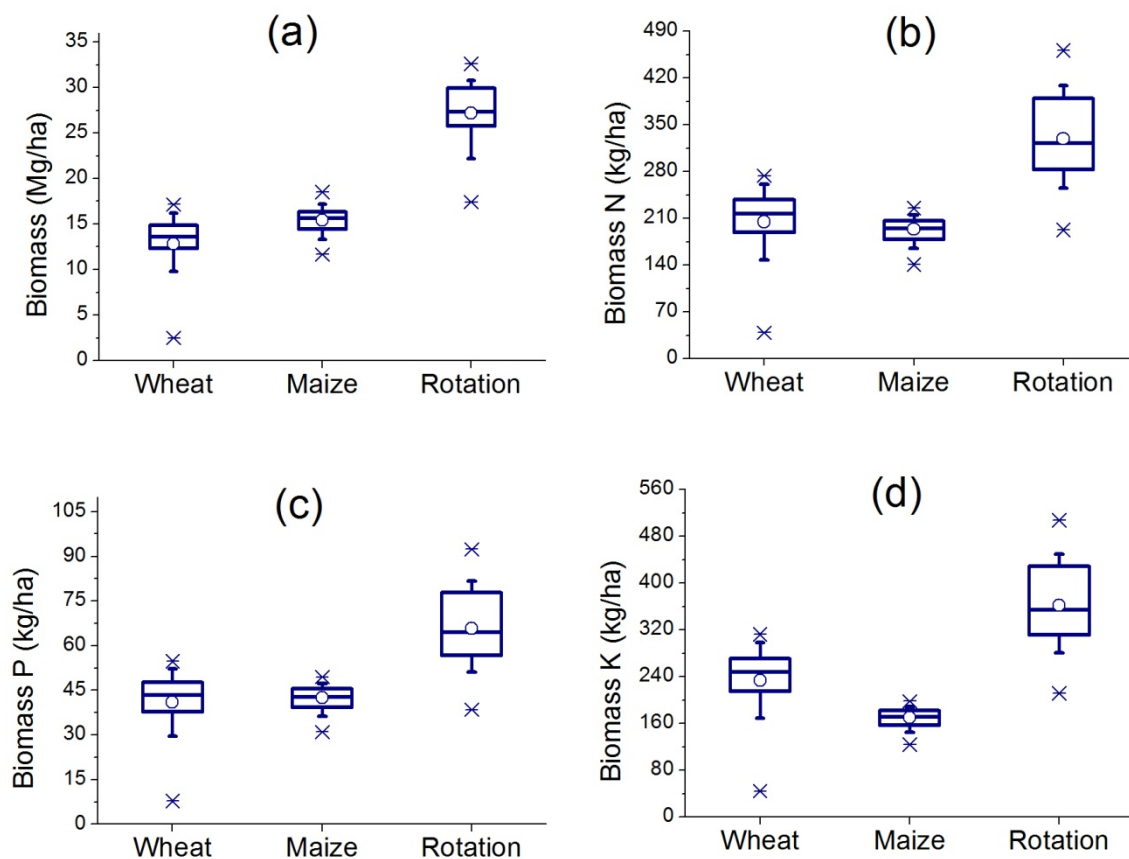 (a)
Biomass (Mg/ha)
35
30
25
20
15
10
5
0
Wheat Maize Rotation
(b)
Biomass N (kg/ha)
490
420
350
280
210
140
70
0
Wheat Maize Rotation
(c)
Biomass P (kg/ha)
105
90
75
60
45
30
15
0
Wheat Maize Rotation
(d)
Biomass K (kg/ha)
560
480
400
320
240
160
80
0
Wheat Maize Rotation